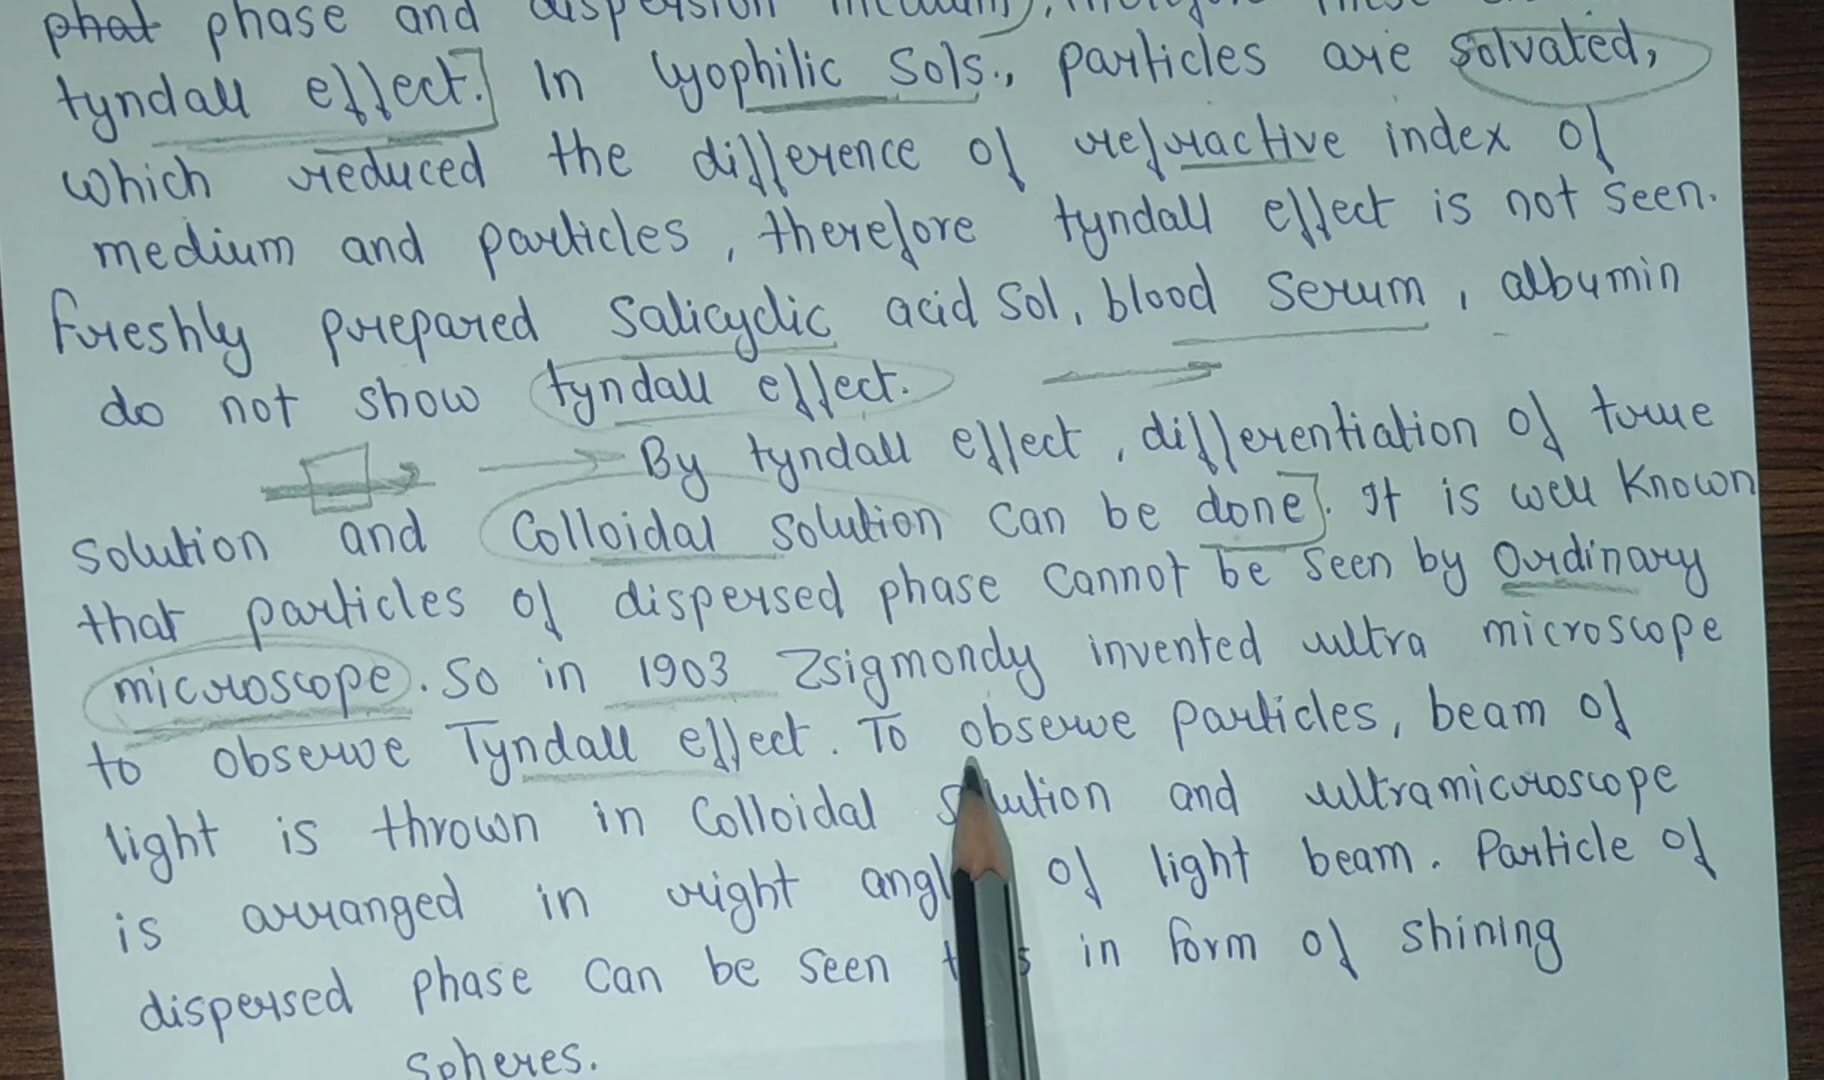 phat phase and dispersion medium), these
tyndall effect.] In lyophilic sols., particles are solvated,
which reduced the difference of refractive index of
medium and particles, therefore tyndall effect is not seen.
Freshly prepared Salicyclic acid Sol, blood serum, albumin
do not show tyndall effect.
By tyndall effect, differentiation of true
solution and Colloidal solution can be done]. It is well Known
that particles of dispersed phase cannot be seen by Ordinary
microscope. So in 1903 Zsigmondy invented ultra microscope
to observe Tyndall effect. To observe particles, beam of
light is thrown in Colloidal solution and ultramicroscope
is arranged in right angle of light beam. Particle of
dispersed phase can be seen in form of shining
spheres.